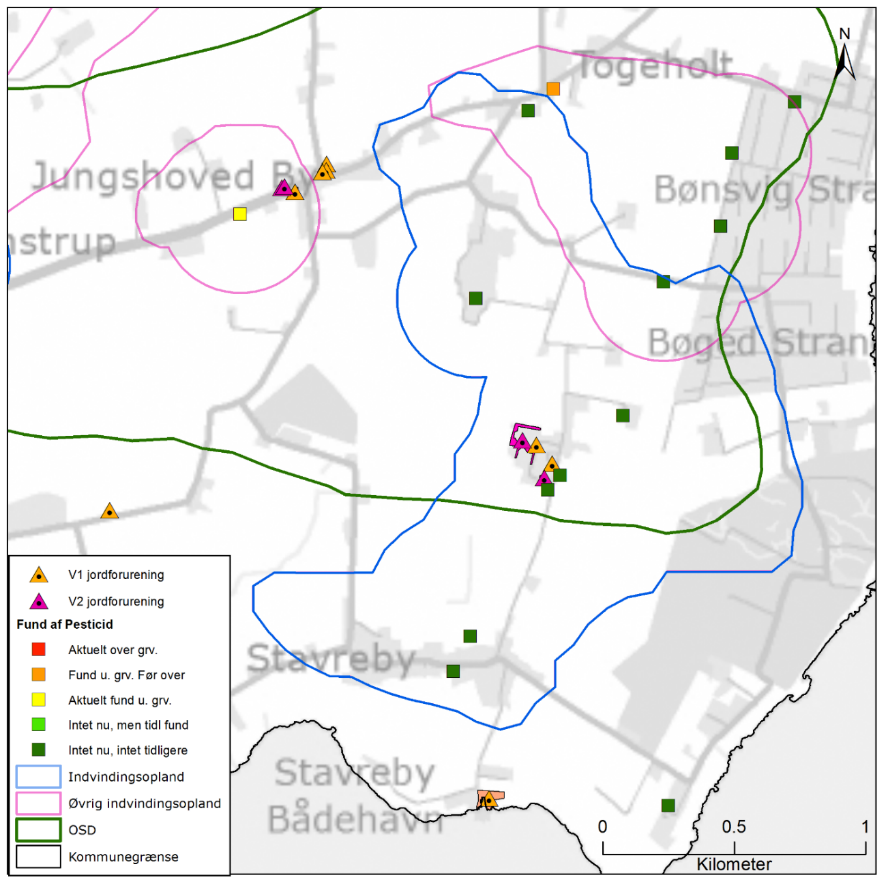 N
Togeholt
Jungshoved By
Bønsvig Stra
nstrup
Bøged Stran
V1 jordforurening
V2 jordforurening
Fund af Pesticid
Aktuelt over grv.
Fund u. grv. Før over
Aktuelt fund u. grv.
Intet nu, men tidl fund
Intet nu, intet tidligere
Indvindingsopland
Øvrig indvindingsopland
OSD
Kommunegrænse
Stavreby
Stavreby
Bådehavn
0 0.5 1
Kilometer